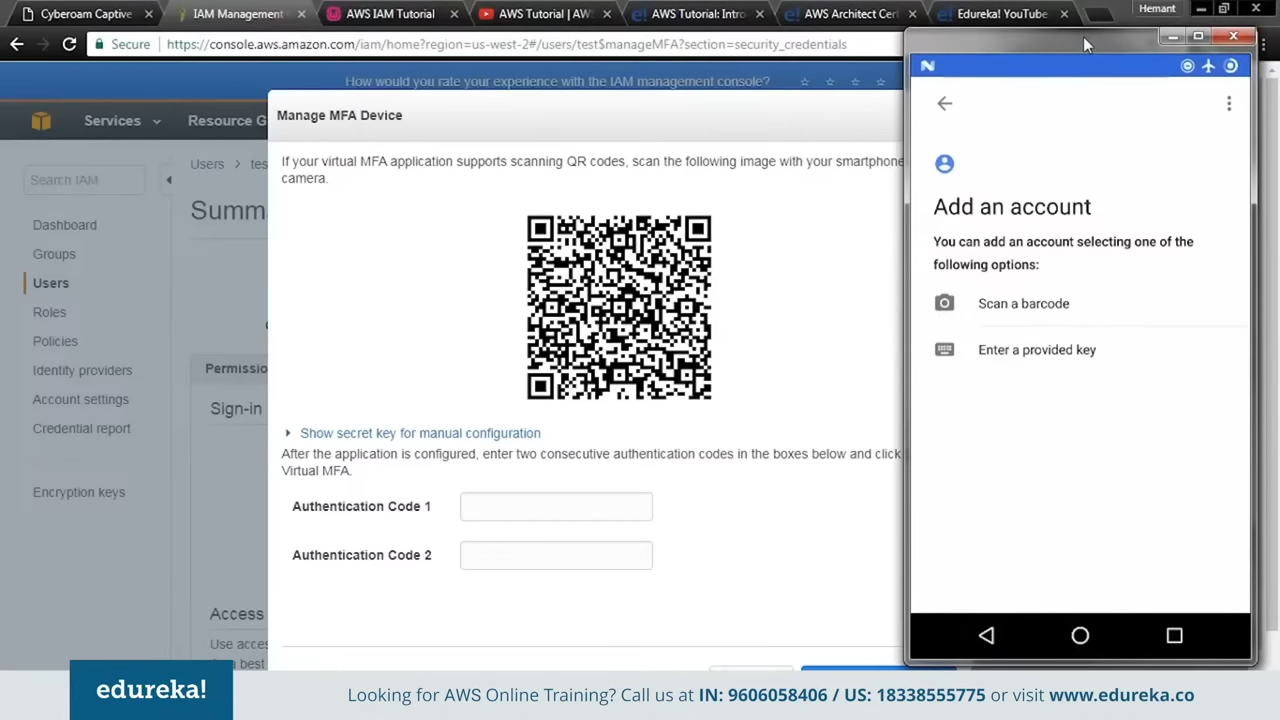 Cyberoam Captive
IAM Management
AWS IAM Tutorial
AWS Tutorial | AW
AWS Tutorial: Intro
AWS Architect Cert
Edureka! YouTube
Hemant
Secure
https://console.aws.amazon.com/iam/home?region=us-west-2#/users/test$manageMFA?section=security_credentials
How would you rate your experience with the IAM management console?
Services
Resource G
Search IAM
Dashboard
Groups
Users
Roles
Policies
Identity providers
Account settings
Credential report
Encryption keys
Users
tes
Summa
Permissio
Sign-in
Access
Use acces
Manage MFA Device
If your virtual MFA application supports scanning QR codes, scan the following image with your smartphone
camera.
Show secret key for manual configuration
After the application is configured, enter two consecutive authentication codes in the boxes below and click
Virtual MFA.
Authentication Code 1
Authentication Code 2
Add an account
You can add an account selecting one of the
following options:
Scan a barcode
Enter a provided key
edureka!
Looking for AWS Online Training? Call us at IN: 9606058406 / US: 18338555775 or visit www.edureka.co